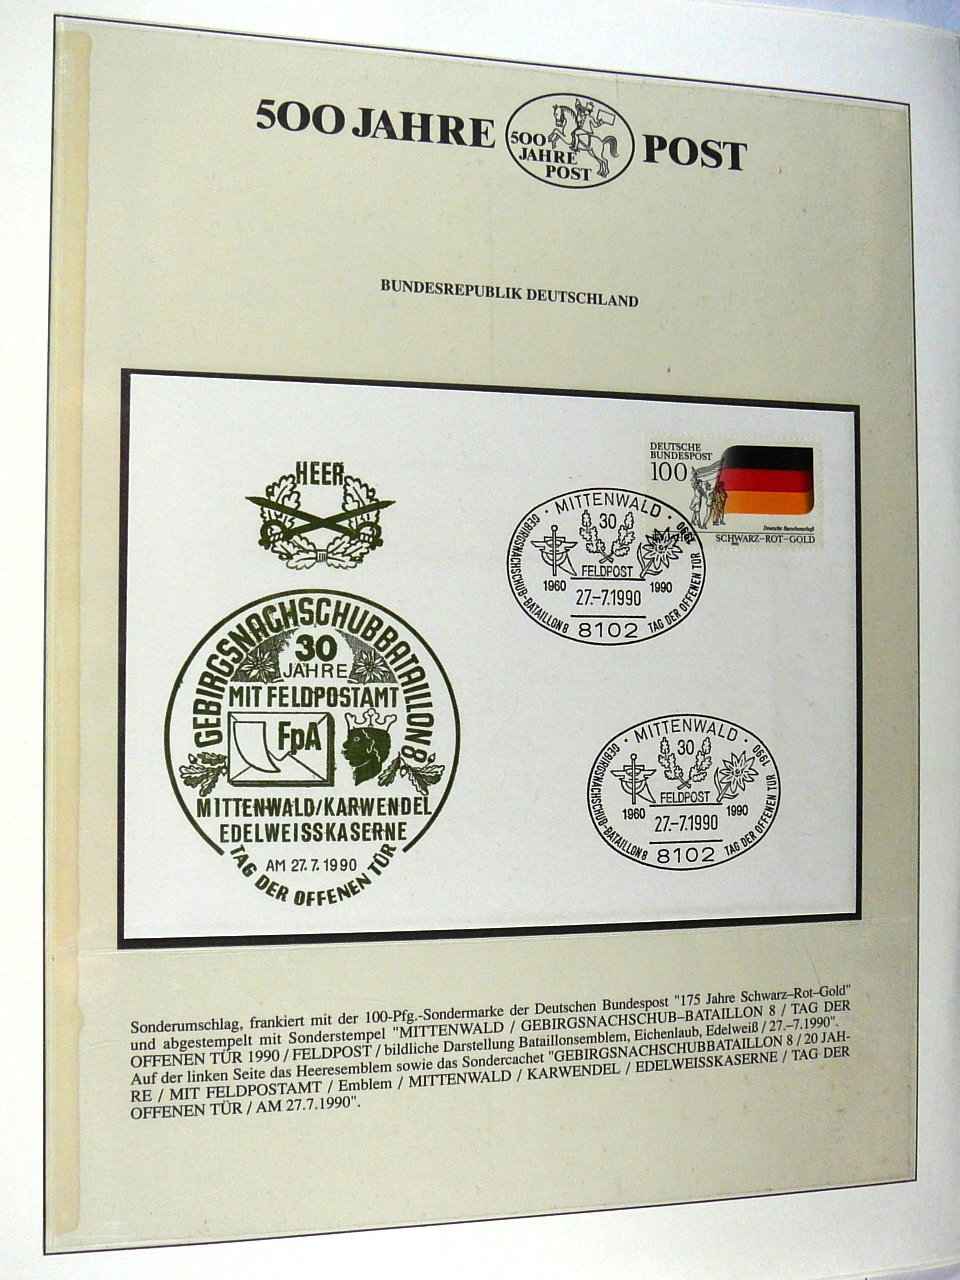 500 JAHRE POST
500
JAHRE
POST
BUNDESREPUBLIK DEUTSCHLAND
HEER
GEBIRGSNACHSCHUBBATAILLON 8
30
JAHRE
MIT FELDPOSTAMT
FpA
MITTENWALD/KARWENDEL
EDELWEISSKASERNE
AM 27.7.1990
TAG DER OFFENEN TÜR
DEUTSCHE
BUNDESPOST
100
Deutsche Burschenschaft
SCHWARZ-ROT-GOLD
· MITTENWALD ·
GEBIRGSNACHSCHUB-BATAILLON 8 TAG DER OFFENEN TÜR 1990
30
FELDPOST
1960 1990
27.-7.1990
8102
· MITTENWALD ·
GEBIRGSNACHSCHUB-BATAILLON 8 TAG DER OFFENEN TÜR 1990
30
FELDPOST
1960 1990
27.-7.1990
8102
Sonderumschlag, frankiert mit der 100-Pfg.-Sondermarke der Deutschen Bundespost "175 Jahre Schwarz–Rot–Gold"
und abgestempelt mit Sonderstempel "MITTENWALD / GEBIRGSNACHSCHUB–BATAILLON 8 / TAG DER
OFFENEN TÜR 1990 / FELDPOST / bildliche Darstellung Bataillonsemblem, Eichenlaub, Edelweiß / 27.–7.1990".
Auf der linken Seite das Heeresemblem sowie das Sondercachet "GEBIRGSNACHSCHUBBATAILLON 8 / 20 JAH-
RE / MIT FELDPOSTAMT / Emblem / MITTENWALD / KARWENDEL / EDELWEISSKASERNE / TAG DER
OFFENEN TÜR / AM 27.7.1990".